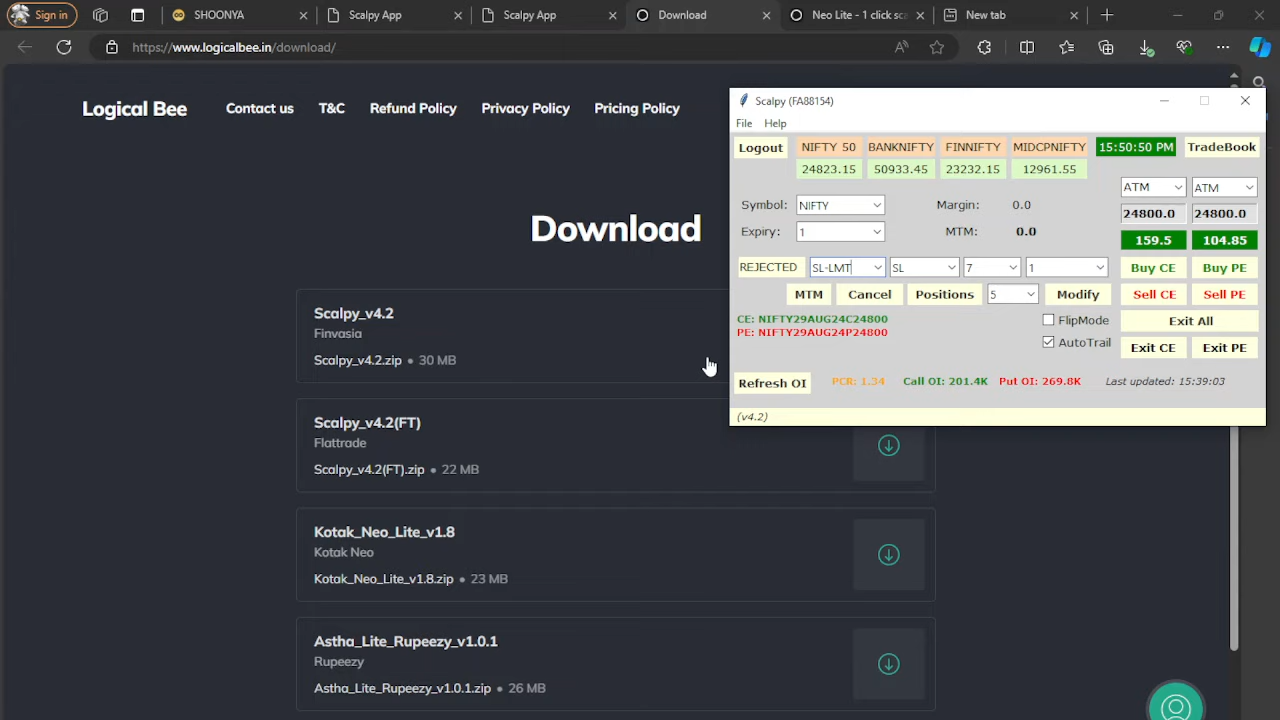 Sign in
SHOONYA
Scalpy App
Scalpy App
Download
Neo Lite - 1 click sca
New tab
https://www.logicalbee.in/download/
Logical Bee
Contact us
T&C
Refund Policy
Privacy Policy
Pricing Policy
Download
Scalpy_v4.2
Finvasia
Scalpy_v4.2.zip • 30 MB
Scalpy_v4.2(FT)
Flattrade
Scalpy_v4.2(FT).zip • 22 MB
Kotak_Neo_Lite_v1.8
Kotak Neo
Kotak_Neo_Lite_v1.8.zip • 23 MB
Astha_Lite_Rupeezy_v1.0.1
Rupeezy
Astha_Lite_Rupeezy_v1.0.1.zip • 26 MB
Scalpy (FA88154)
File Help
Logout NIFTY 50 BANKNIFTY FINNIFTY MIDCPNIFTY 15:50:50 PM TradeBook
24823.15 50933.45 23232.15 12961.55
ATM ATM
Symbol: NIFTY Margin: 0.0 24800.0 24800.0
Expiry: 1 MTM: 0.0 159.5 104.85
REJECTED SL-LMT SL 7 1 Buy CE Buy PE
MTM Cancel Positions 5 Modify Sell CE Sell PE
CE: NIFTY29AUG24C24800 FlipMode Exit All
PE: NIFTY29AUG24P24800
AutoTrail Exit CE Exit PE
Refresh OI PCR: 1.34 Call OI: 201.4K Put OI: 269.8K Last updated: 15:39:03
(v4.2)